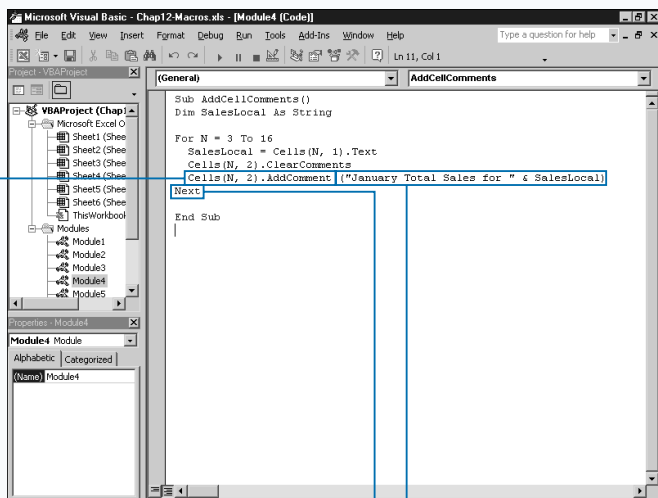 Microsoft Visual Basic - Chap12-Macros.xls - [Module4 (Code)]
File Edit View Insert Format Debug Run Tools Add-Ins Window Help
Type a question for help
Ln 11, Col 1
Project - VBAProject
(General)
AddCellComments
VBAProject (Chap1
Microsoft Excel O
Sheet1 (Shee
Sheet2 (Shee
Sheet3 (Shee
Sheet4 (Shee
Sheet5 (Shee
Sheet6 (Shee
ThisWorkbook
Modules
Module1
Module2
Module3
Module4
Module5
Properties - Module4
Module4 Module
Alphabetic Categorized
(Name) Module4
Sub AddCellComments()
Dim SalesLocal As String
For N = 3 To 16
SalesLocal = Cells(N, 1).Text
Cells(N, 2).ClearComments
Cells(N, 2).AddComment ("January Total Sales for " & SalesLocal)
Next
End Sub